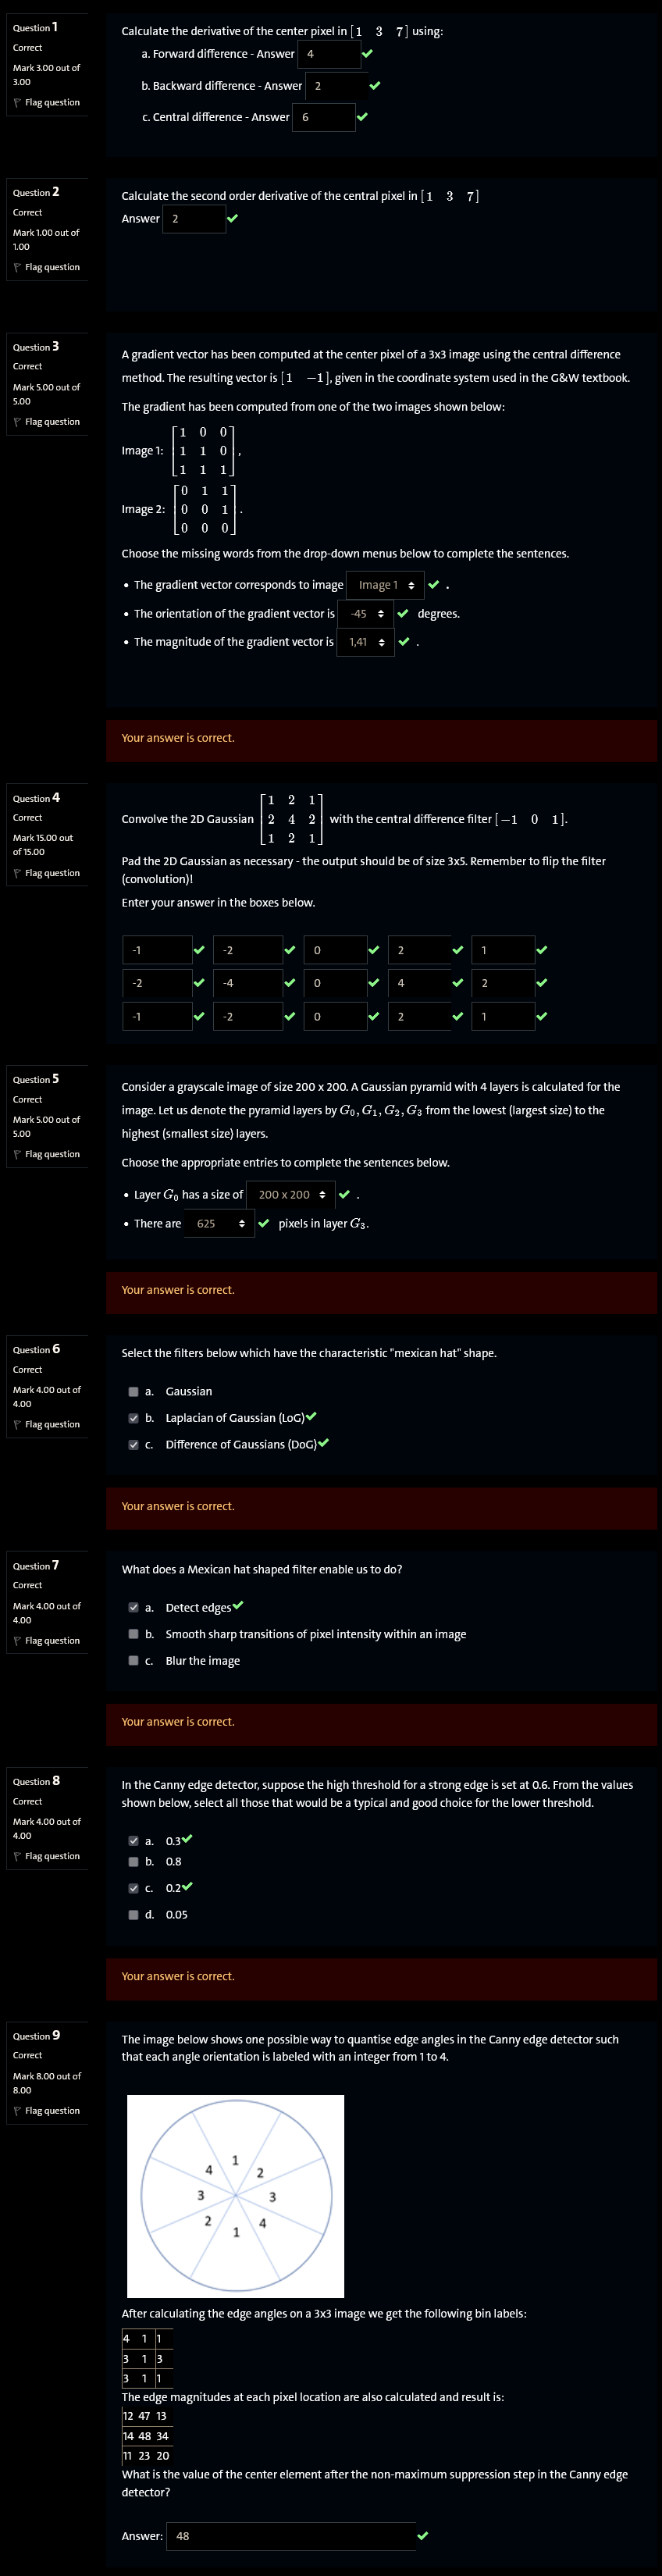 Question 1
Correct
Mark 3.00 out of
3.00
Flag question
Calculate the derivative of the center pixel in [1 3 7] using:
a. Forward difference - Answer 4
b. Backward difference - Answer 2
c. Central difference - Answer 6
Question 2
Correct
Mark 1.00 out of
1.00
Flag question
Calculate the second order derivative of the central pixel in [1 3 7]
Answer 2
Question 3
Correct
Mark 5.00 out of
5.00
Flag question
A gradient vector has been computed at the center pixel of a 3x3 image using the central difference
method. The resulting vector is [1 −1], given in the coordinate system used in the G&W textbook.
The gradient has been computed from one of the two images shown below:
1 0 0
Image 1: 1 1 0 ,
1 1 1
0 1 1
Image 2: 0 0 1 .
0 0 0
Choose the missing words from the drop-down menus below to complete the sentences.
• The gradient vector corresponds to image Image 1 .
• The orientation of the gradient vector is -45 degrees.
• The magnitude of the gradient vector is 1,41 .
Your answer is correct.
Question 4
Correct
Mark 15.00 out
of 15.00
Flag question
1 2 1
Convolve the 2D Gaussian 2 4 2 with the central difference filter [−1 0 1].
1 2 1
Pad the 2D Gaussian as necessary - the output should be of size 3x5. Remember to flip the filter
(convolution)!
Enter your answer in the boxes below.
-1 -2 0 2 1
-2 -4 0 4 2
-1 -2 0 2 1
Question 5
Correct
Mark 5.00 out of
5.00
Flag question
Consider a grayscale image of size 200 x 200. A Gaussian pyramid with 4 layers is calculated for the
image. Let us denote the pyramid layers by G₀, G₁, G₂, G₃ from the lowest (largest size) to the
highest (smallest size) layers.
Choose the appropriate entries to complete the sentences below.
• Layer G₀ has a size of 200 x 200 .
• There are 625 pixels in layer G₃.
Your answer is correct.
Question 6
Correct
Mark 4.00 out of
4.00
Flag question
Select the filters below which have the characteristic "mexican hat" shape.
a. Gaussian
b. Laplacian of Gaussian (LoG)
c. Difference of Gaussians (DoG)
Your answer is correct.
Question 7
Correct
Mark 4.00 out of
4.00
Flag question
What does a Mexican hat shaped filter enable us to do?
a. Detect edges
b. Smooth sharp transitions of pixel intensity within an image
c. Blur the image
Your answer is correct.
Question 8
Correct
Mark 4.00 out of
4.00
Flag question
In the Canny edge detector, suppose the high threshold for a strong edge is set at 0.6. From the values
shown below, select all those that would be a typical and good choice for the lower threshold.
a. 0.3
b. 0.8
c. 0.2
d. 0.05
Your answer is correct.
Question 9
Correct
Mark 8.00 out of
8.00
Flag question
The image below shows one possible way to quantise edge angles in the Canny edge detector such
that each angle orientation is labeled with an integer from 1 to 4.
1
4 2
3 3
2 4
1
After calculating the edge angles on a 3x3 image we get the following bin labels:
4 1 1
3 1 3
3 1 1
The edge magnitudes at each pixel location are also calculated and result is:
12 47 13
14 48 34
11 23 20
What is the value of the center element after the non-maximum suppression step in the Canny edge
detector?
Answer: 48